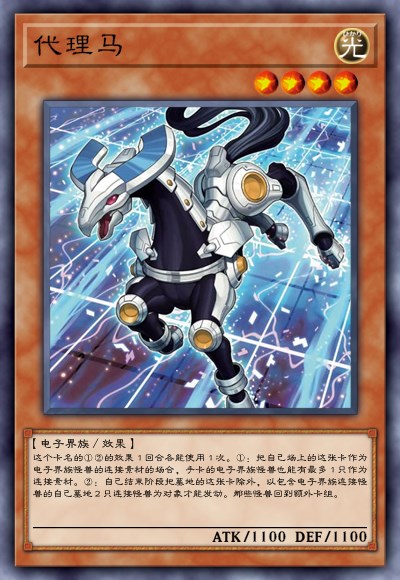 代理马
光
【电子界族/效果】
这个卡名的①②的效果1回合各能使用1次。①：把自己场上的这张卡作为
电子界族怪兽的连接素材的场合，手卡的电子界族怪兽也能有最多1只作为
连接素材。②：自己结束阶段把墓地的这张卡除外，以包含电子界族连接怪
兽的自己墓地2只连接怪兽为对象才能发动。那些怪兽回到额外卡组。
ATK/1100 DEF/1100